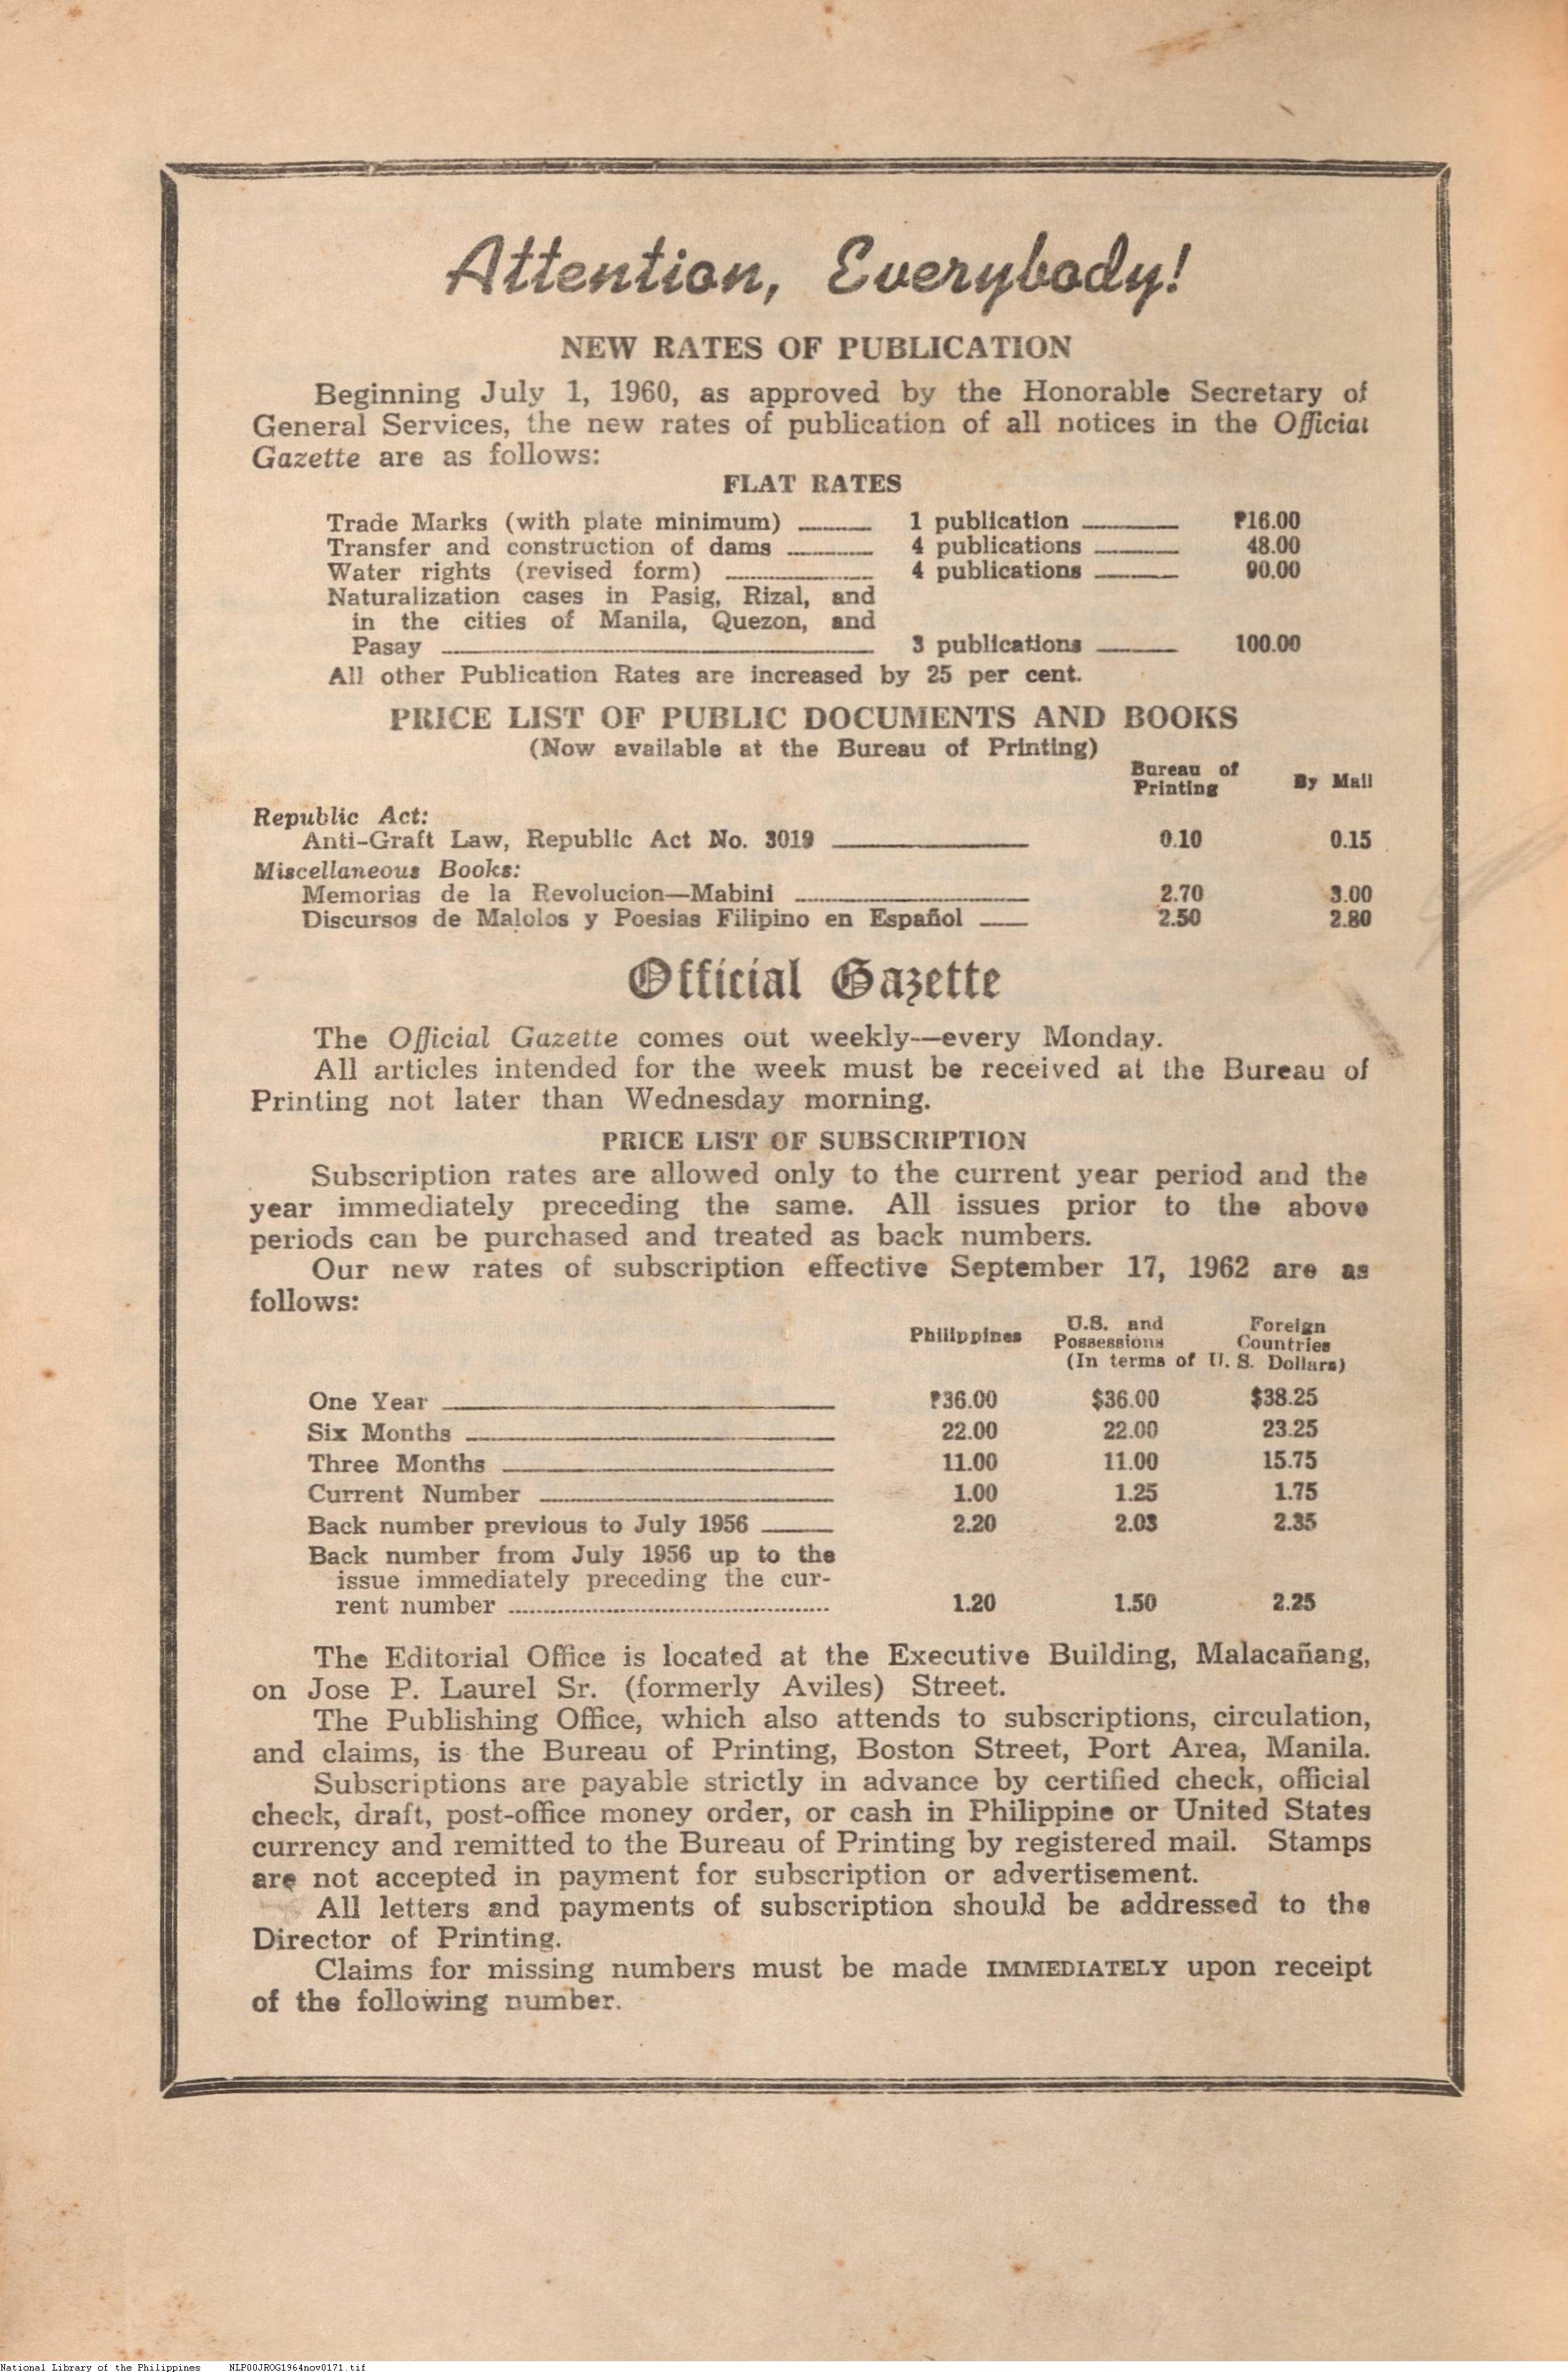 Attention, Everybody!
NEW RATES OF PUBLICATION
Beginning July 1, 1960, as approved by the Honorable Secretary of
General Services, the new rates of publication of all notices in the Official
Gazette are as follows:
FLAT RATES
Trade Marks (with plate minimum) 1 publication ₱16.00
Transfer and construction of dams 4 publications 48.00
Water rights (revised form) 4 publications 90.00
Naturalization cases in Pasig, Rizal, and
in the cities of Manila, Quezon, and
Pasay 3 publications 100.00
All other Publication Rates are increased by 25 per cent.
PRICE LIST OF PUBLIC DOCUMENTS AND BOOKS
(Now available at the Bureau of Printing)
Bureau of
Printing By Mail
Republic Act:
Anti-Graft Law, Republic Act No. 3019 0.10 0.15
Miscellaneous Books:
Memorias de la Revolucion—Mabini 2.70 3.00
Discursos de Malolos y Poesias Filipino en Español 2.50 2.80
Official Gazette
The Official Gazette comes out weekly—every Monday.
All articles intended for the week must be received at the Bureau of
Printing not later than Wednesday morning.
PRICE LIST OF SUBSCRIPTION
Subscription rates are allowed only to the current year period and the
year immediately preceding the same. All issues prior to the above
periods can be purchased and treated as back numbers.
Our new rates of subscription effective September 17, 1962 are as
follows:
Philippines U.S. and Possessions Foreign Countries
(In terms of U. S. Dollars)
One Year ₱36.00 $36.00 $38.25
Six Months 22.00 22.00 23.25
Three Months 11.00 11.00 15.75
Current Number 1.00 1.25 1.75
Back number previous to July 1956 2.20 2.03 2.35
Back number from July 1956 up to the
issue immediately preceding the cur-
rent number 1.20 1.50 2.25
The Editorial Office is located at the Executive Building, Malacañang,
on Jose P. Laurel Sr. (formerly Aviles) Street.
The Publishing Office, which also attends to subscriptions, circulation,
and claims, is the Bureau of Printing, Boston Street, Port Area, Manila.
Subscriptions are payable strictly in advance by certified check, official
check, draft, post-office money order, or cash in Philippine or United States
currency and remitted to the Bureau of Printing by registered mail. Stamps
are not accepted in payment for subscription or advertisement.
All letters and payments of subscription should be addressed to the
Director of Printing.
Claims for missing numbers must be made IMMEDIATELY upon receipt
of the following number.
National Library of the Philippines NLP00JROG1964nov0171.tif